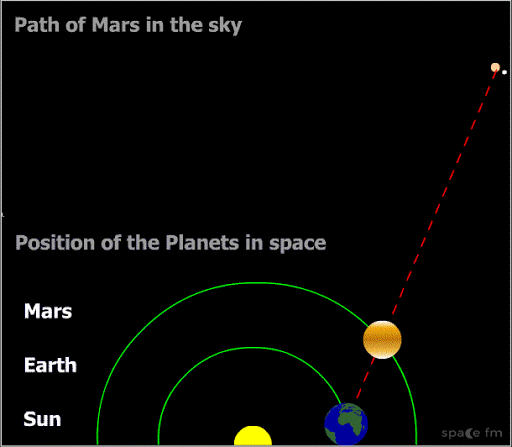 Path of Mars in the sky
Position of the Planets in space
Mars
Earth
Sun
space fm